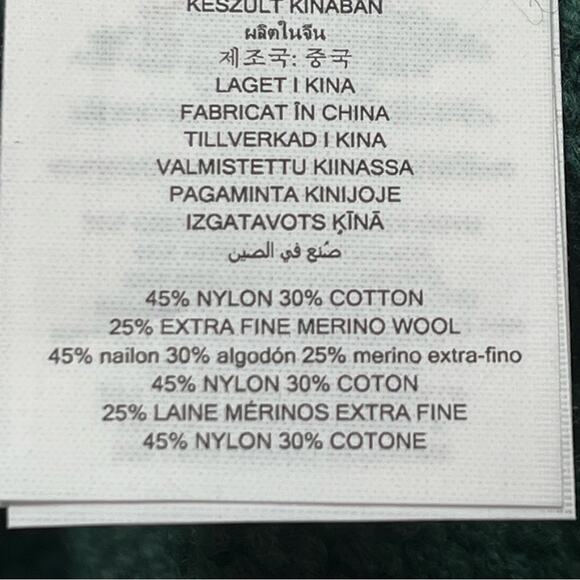 KÉSZÜLT KÍNÁBAN
ผลิตในจีน
제조국: 중국
LAGET I KINA
FABRICAT ÎN CHINA
TILLVERKAD I KINA
VALMISTETTU KIINASSA
PAGAMINTA KINIJOJE
IZGATAVOTS ĶĪNĀ
صُنع في الصين
45% NYLON 30% COTTON
25% EXTRA FINE MERINO WOOL
45% nailon 30% algodón 25% merino extra-fino
45% NYLON 30% COTON
25% LAINE MÉRINOS EXTRA FINE
45% NYLON 30% COTONE